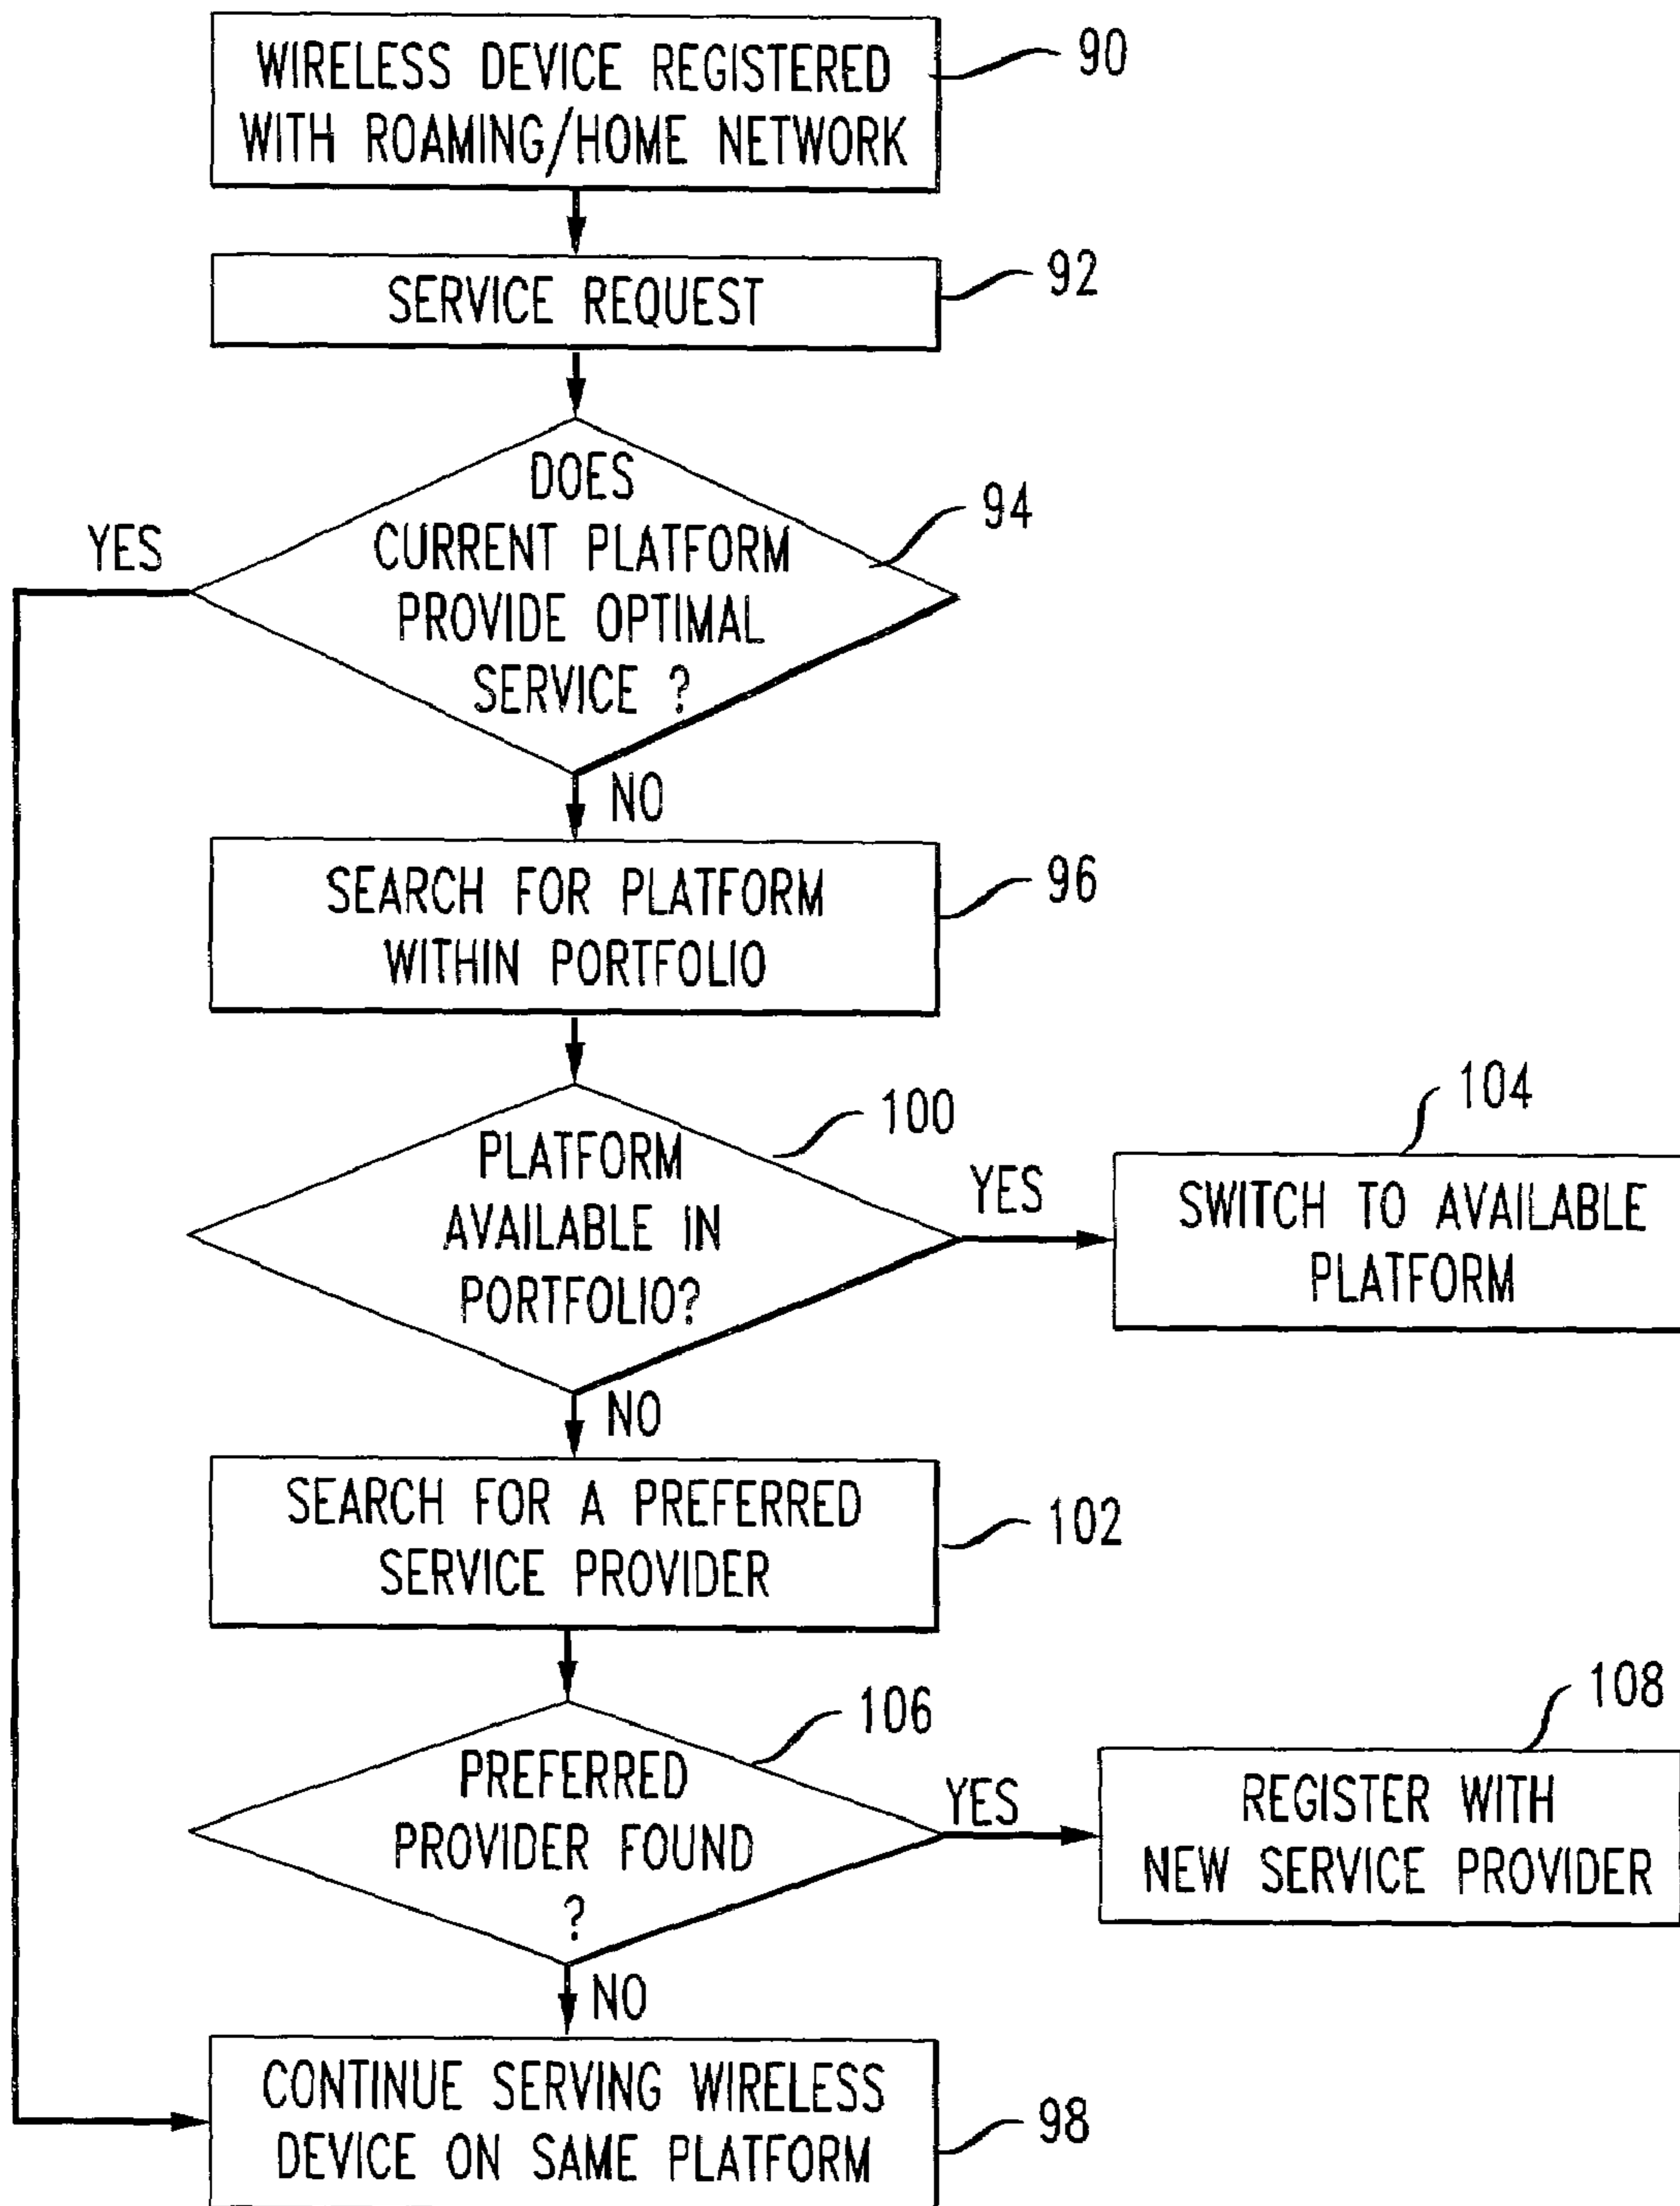 WIRELESS DEVICE REGISTERED
WITH ROAMING/HOME NETWORK
90
SERVICE REQUEST
92
DOES
CURRENT PLATFORM
PROVIDE OPTIMAL
SERVICE ?
94
YES
NO
SEARCH FOR PLATFORM
WITHIN PORTFOLIO
96
PLATFORM
AVAILABLE IN
PORTFOLIO?
100
YES
SWITCH TO AVAILABLE
PLATFORM
104
NO
SEARCH FOR A PREFERRED
SERVICE PROVIDER
102
PREFERRED
PROVIDER FOUND
?
106
YES
REGISTER WITH
NEW SERVICE PROVIDER
108
NO
CONTINUE SERVING WIRELESS
DEVICE ON SAME PLATFORM
98